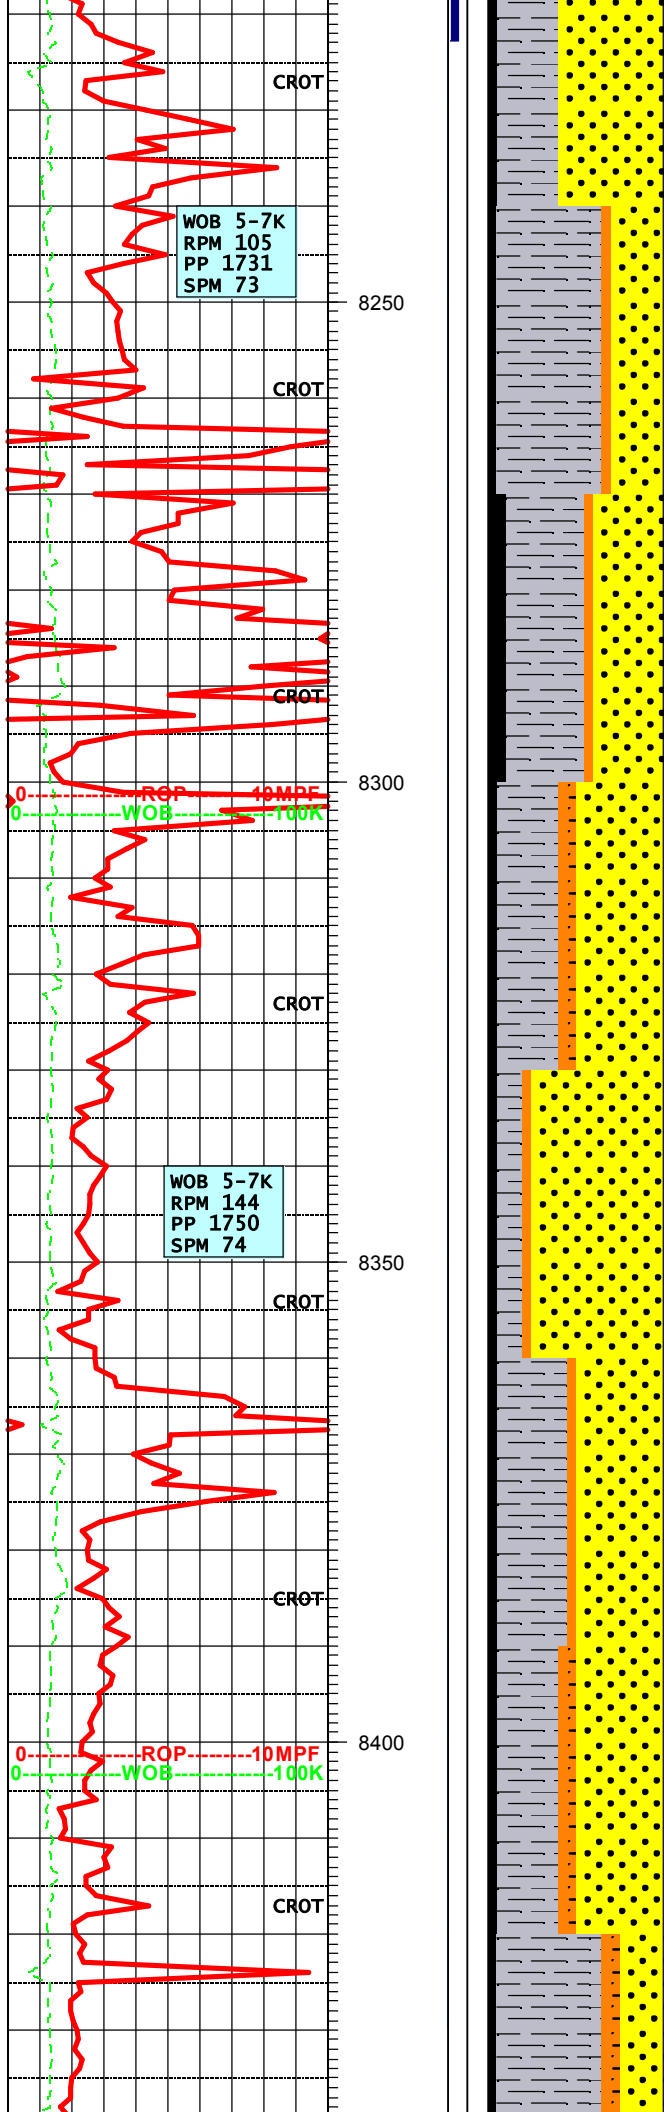 CROT
WOB 5-7K
RPM 105
PP 1731
SPM 73
8250
CROT
CROT
8300
0 ROP 10MPF
0 WOB 100K
CROT
WOB 5-7K
RPM 144
PP 1750
SPM 74
8350
CROT
CROT
8400
0 ROP 10MPF
0 WOB 100K
CROT